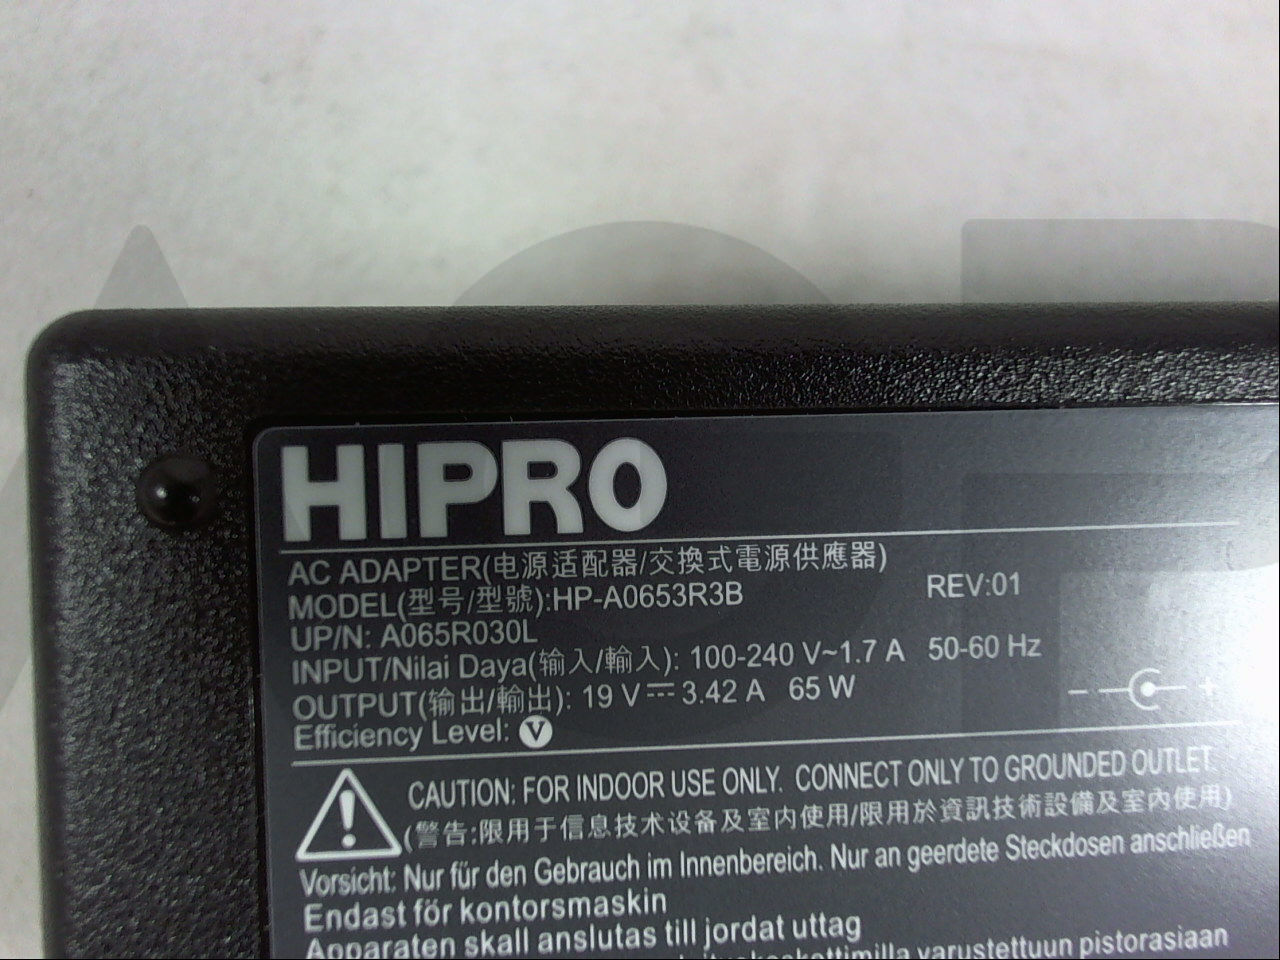 HIPRO
AC ADAPTER(电源适配器/交換式電源供應器)
MODEL(型号/型號):HP-A0653R3B REV:01
UP/N: A065R030L
INPUT/Nilai Daya(输入/輸入): 100-240 V~1.7 A 50-60 Hz
OUTPUT(输出/輸出): 19 V⎓3.42 A 65 W
Efficiency Level: V
CAUTION: FOR INDOOR USE ONLY. CONNECT ONLY TO GROUNDED OUTLET.
(警告:限用于信息技术设备及室内使用/限用於資訊技術設備及室內使用)
Vorsicht: Nur für den Gebrauch im Innenbereich. Nur an geerdete Steckdosen anschließen
Endast för kontorsmaskin
Apparaten skall anslutas till jordat uttag
varustettuun pistorasiaan